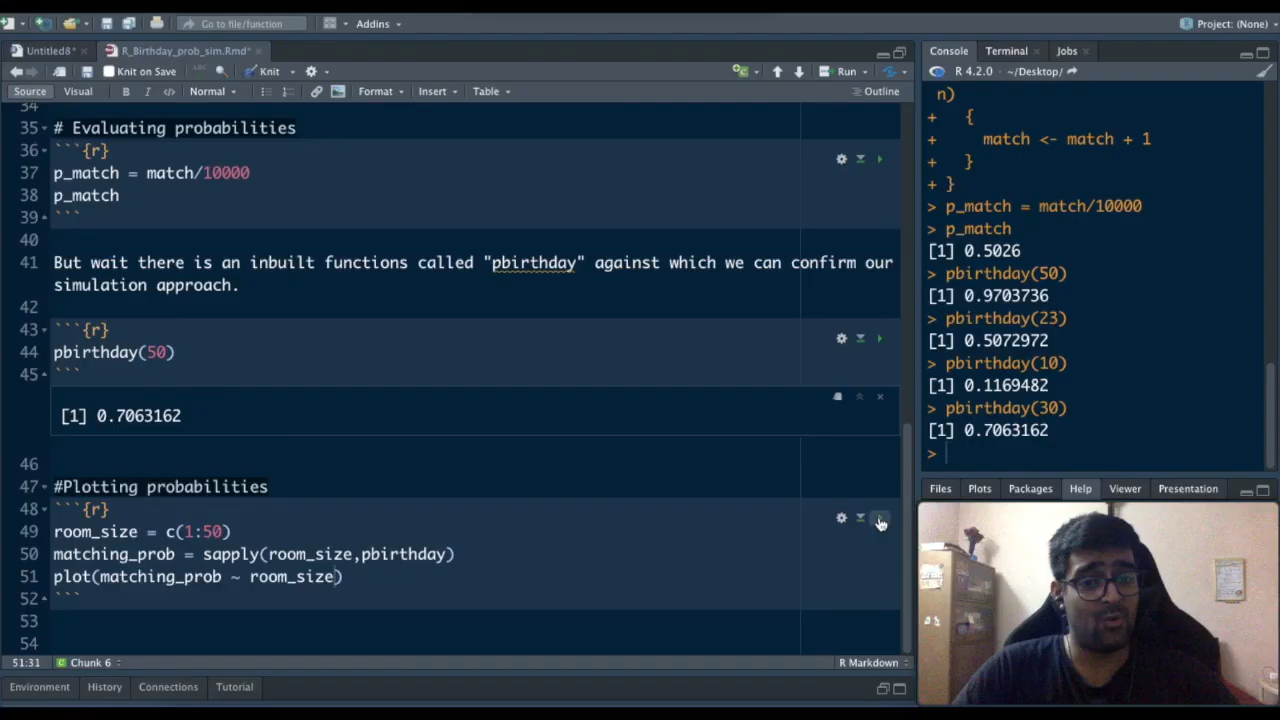 Go to file/function
Addins
Project: (None)
Untitled8*
R_Birthday_prob_sim.Rmd*
Knit on Save
ABC
Knit
Run
Source
Visual
B
I
</>
Normal
Format
Insert
Table
Outline
34
35 # Evaluating probabilities
36 ```{r}
37 p_match = match/10000
38 p_match
39 ```
40
41 But wait there is an inbuilt functions called "pbirthday" against which we can confirm our
simulation approach.
42
43 ```{r}
44 pbirthday(50)
45 ```
[1] 0.7063162
46
47 #Plotting probabilities
48 ```{r}
49 room_size = c(1:50)
50 matching_prob = sapply(room_size,pbirthday)
51 plot(matching_prob ~ room_size)
52 ```
53
54
51:31
Chunk 6
R Markdown
Environment
History
Connections
Tutorial
Console
Terminal
Jobs
R 4.2.0 · ~/Desktop/
n)
+ {
+ match <- match + 1
+ }
+ }
> p_match = match/10000
> p_match
[1] 0.5026
> pbirthday(50)
[1] 0.9703736
> pbirthday(23)
[1] 0.5072972
> pbirthday(10)
[1] 0.1169482
> pbirthday(30)
[1] 0.7063162
>
Files
Plots
Packages
Help
Viewer
Presentation